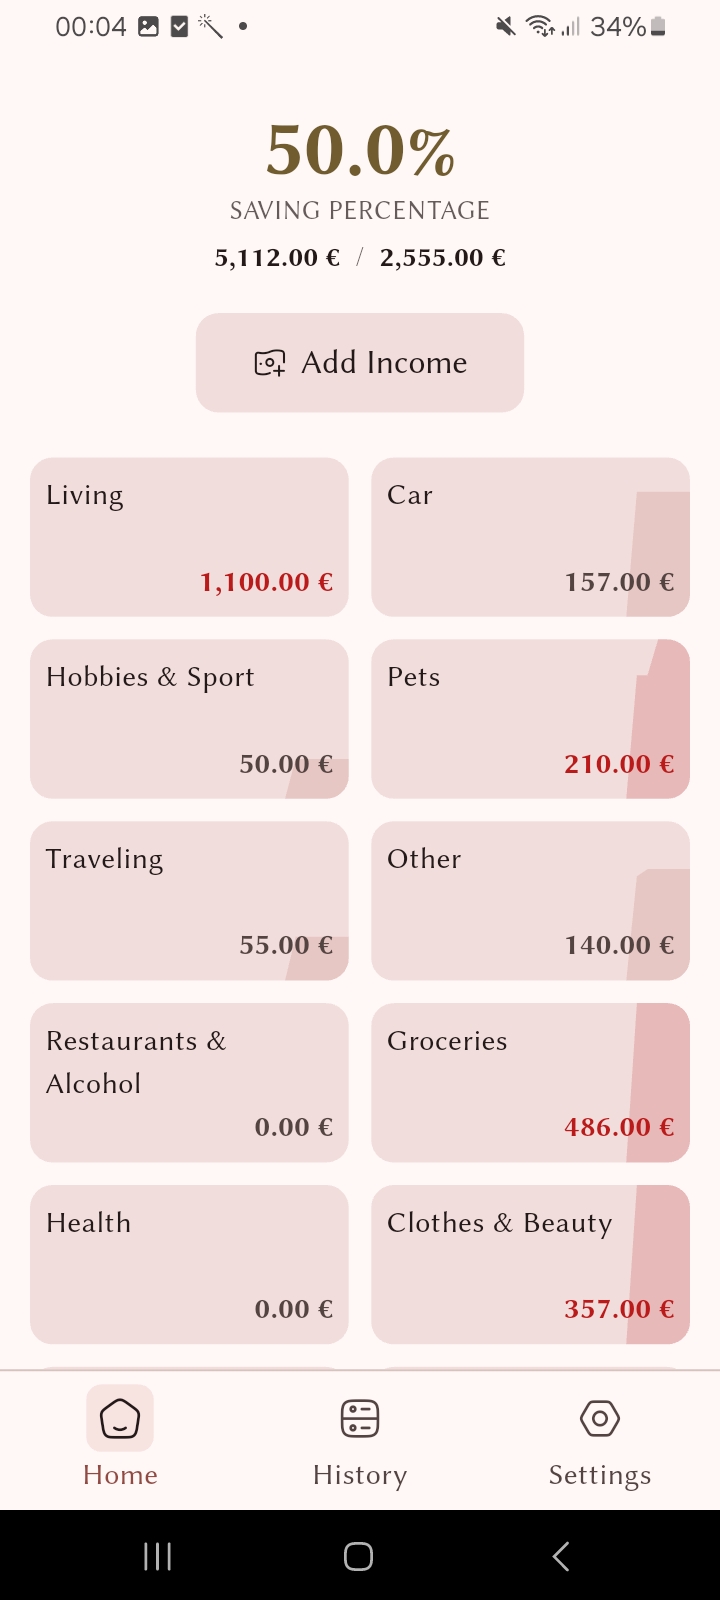 00:04
34%
50.0%
SAVING PERCENTAGE
5,112.00 € / 2,555.00 €
Add Income
Living
1,100.00 €
Car
157.00 €
Hobbies & Sport
50.00 €
Pets
210.00 €
Traveling
55.00 €
Other
140.00 €
Restaurants &
Alcohol
0.00 €
Groceries
486.00 €
Health
0.00 €
Clothes & Beauty
357.00 €
Home
History
Settings